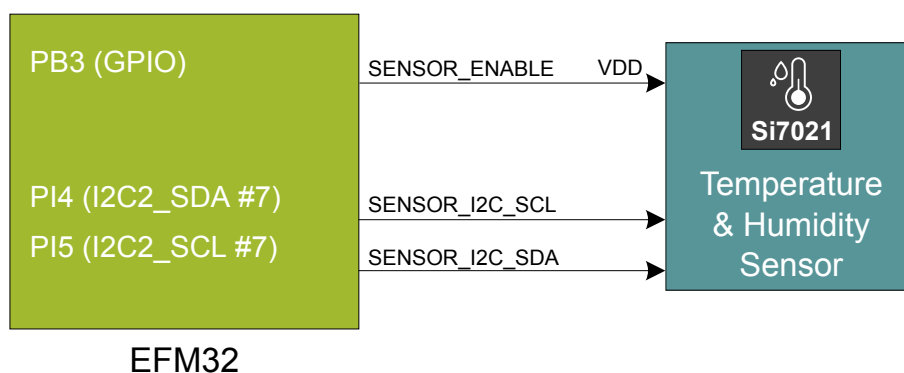 PB3 (GPIO)
SENSOR_ENABLE
VDD
Si7021
PI4 (I2C2_SDA #7)
SENSOR_I2C_SCL
PI5 (I2C2_SCL #7)
SENSOR_I2C_SDA
Temperature
& Humidity
Sensor
EFM32